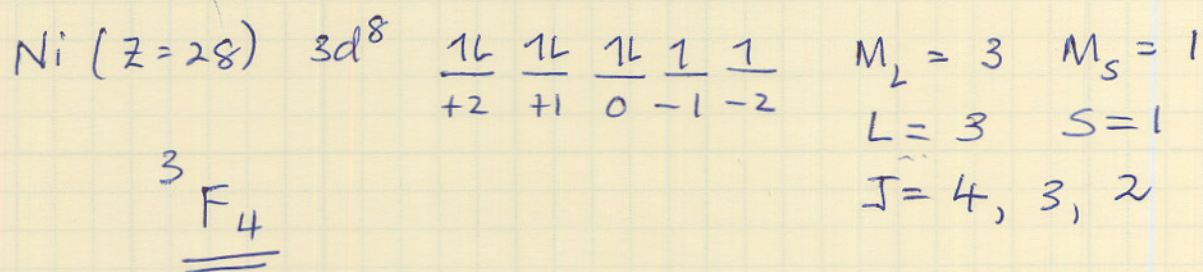 Ni (Z=28) 3d⁸ 1L 1L 1L 1 1 M_L = 3 M_S = 1
+2 +1 0 -1 -2
L = 3 S=1
³F₄
J= 4, 3, 2